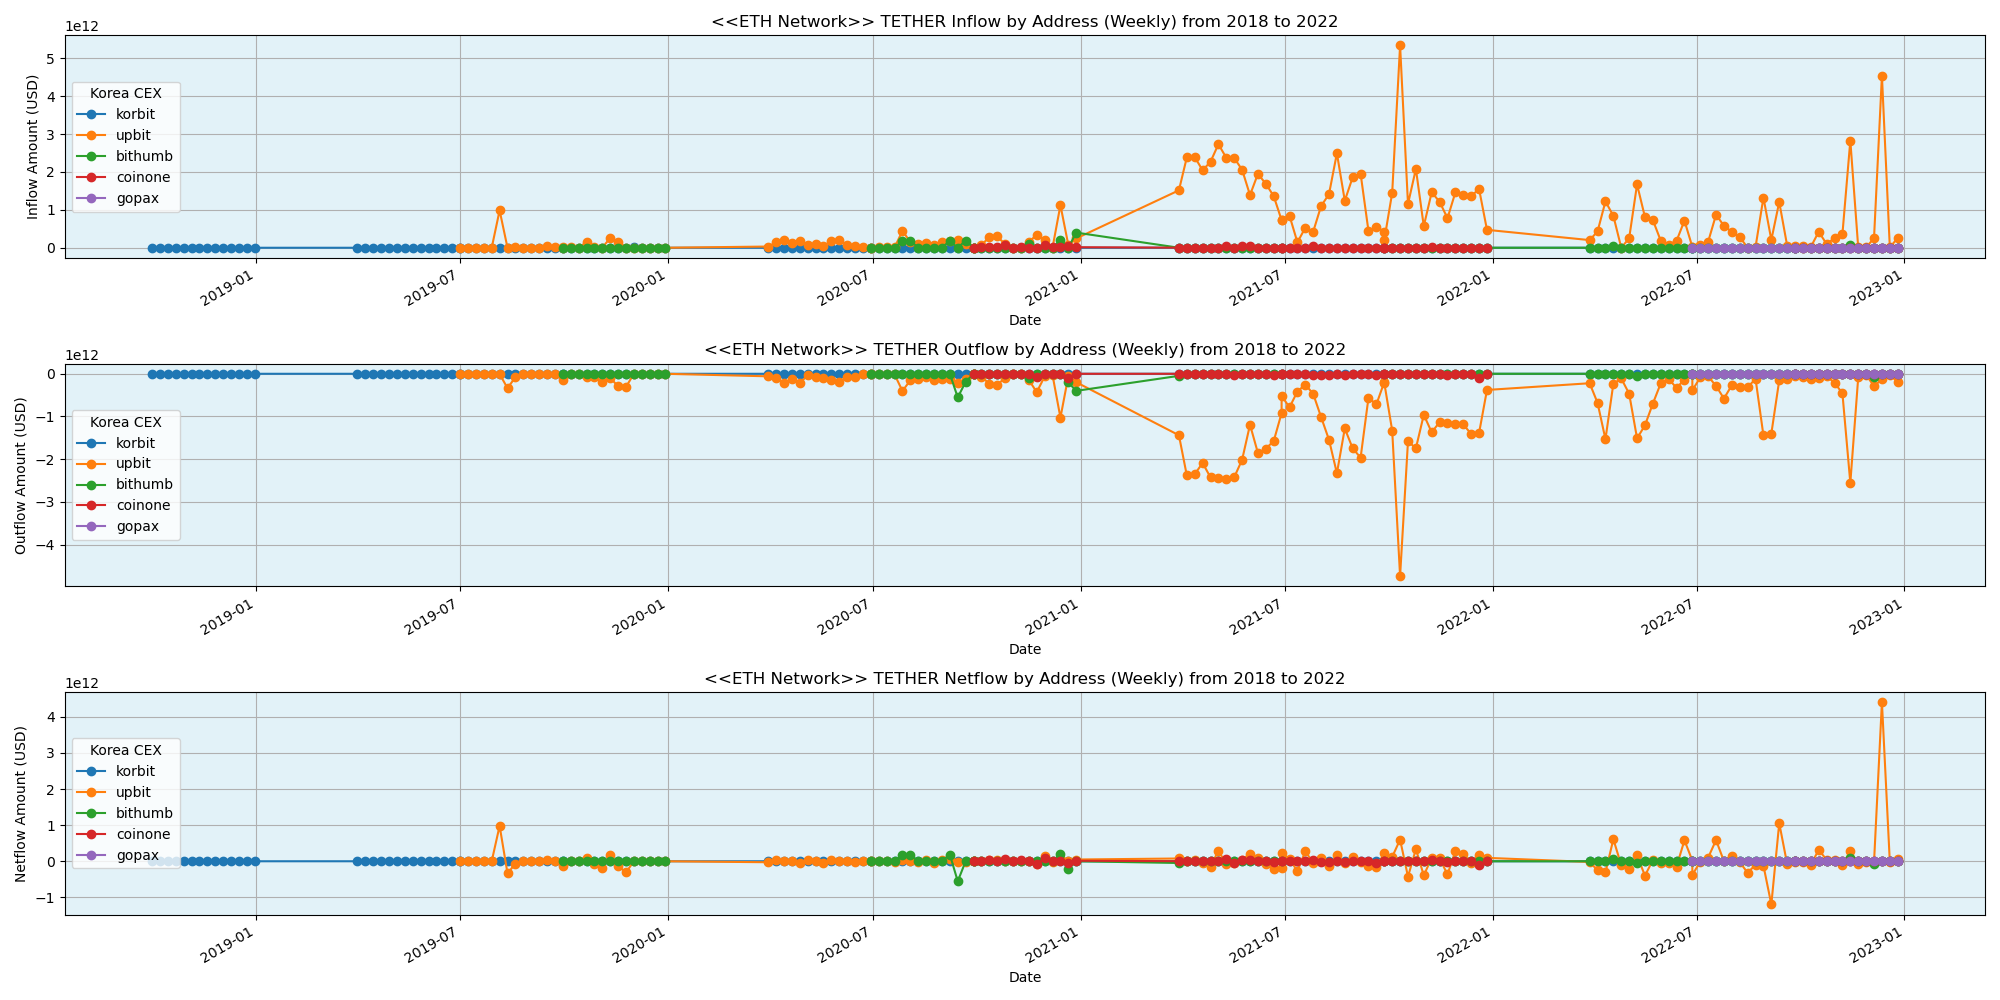 <<ETH Network>> TETHER Inflow by Address (Weekly) from 2018 to 2022
1e12
Inflow Amount (USD)
5
4
3
2
1
0
Korea CEX
korbit
upbit
bithumb
coinone
gopax
2019-01
2019-07
2020-01
2020-07
2021-01
2021-07
2022-01
2022-07
2023-01
Date
<<ETH Network>> TETHER Outflow by Address (Weekly) from 2018 to 2022
1e12
Outflow Amount (USD)
0
−1
−2
−3
−4
Korea CEX
korbit
upbit
bithumb
coinone
gopax
2019-01
2019-07
2020-01
2020-07
2021-01
2021-07
2022-01
2022-07
2023-01
Date
<<ETH Network>> TETHER Netflow by Address (Weekly) from 2018 to 2022
1e12
Netflow Amount (USD)
4
3
2
1
0
−1
Korea CEX
korbit
upbit
bithumb
coinone
gopax
2019-01
2019-07
2020-01
2020-07
2021-01
2021-07
2022-01
2022-07
2023-01
Date